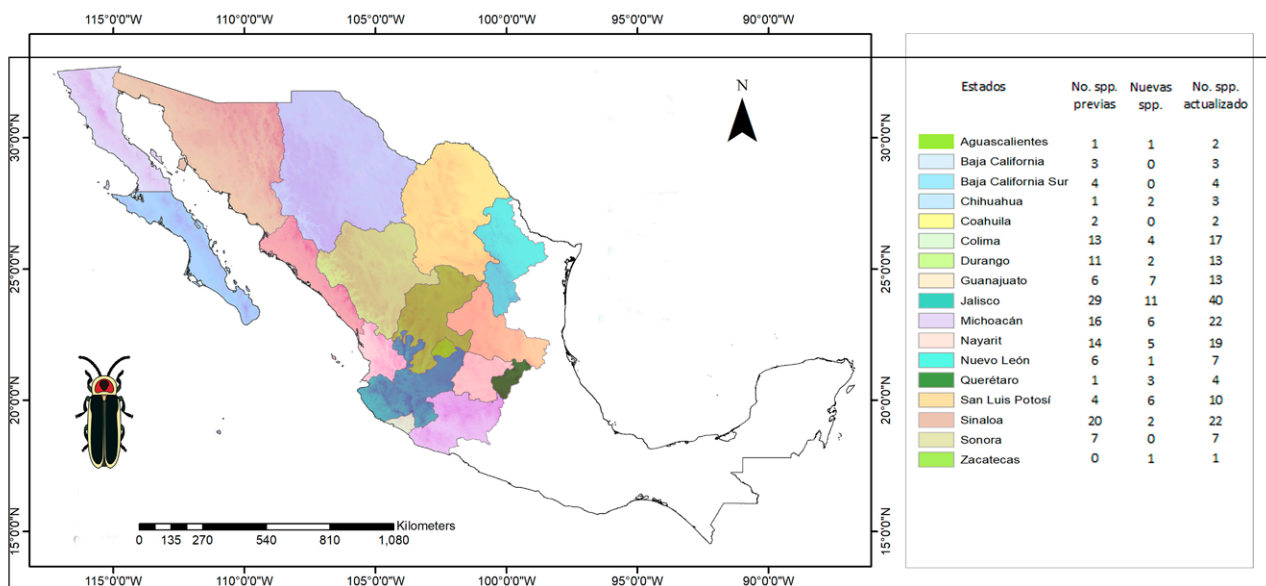 115°0'0"W 110°0'0"W 105°0'0"W 100°0'0"W 95°0'0"W 90°0'0"W
30°0'0"N 30°0'0"N
25°0'0"N 25°0'0"N
20°0'0"N 20°0'0"N
15°0'0"N 15°0'0"N
N
Kilometers
0 135 270 540 810 1,080
115°0'0"W 110°0'0"W 105°0'0"W 100°0'0"W 95°0'0"W 90°0'0"W
Estados No. spp. previas Nuevas spp. No. spp. actualizado
Aguascalientes 1 1 2
Baja California 3 0 3
Baja California Sur 4 0 4
Chihuahua 1 2 3
Coahuila 2 0 2
Colima 13 4 17
Durango 11 2 13
Guanajuato 6 7 13
Jalisco 29 11 40
Michoacán 16 6 22
Nayarit 14 5 19
Nuevo León 6 1 7
Querétaro 1 3 4
San Luis Potosí 4 6 10
Sinaloa 20 2 22
Sonora 7 0 7
Zacatecas 0 1 1